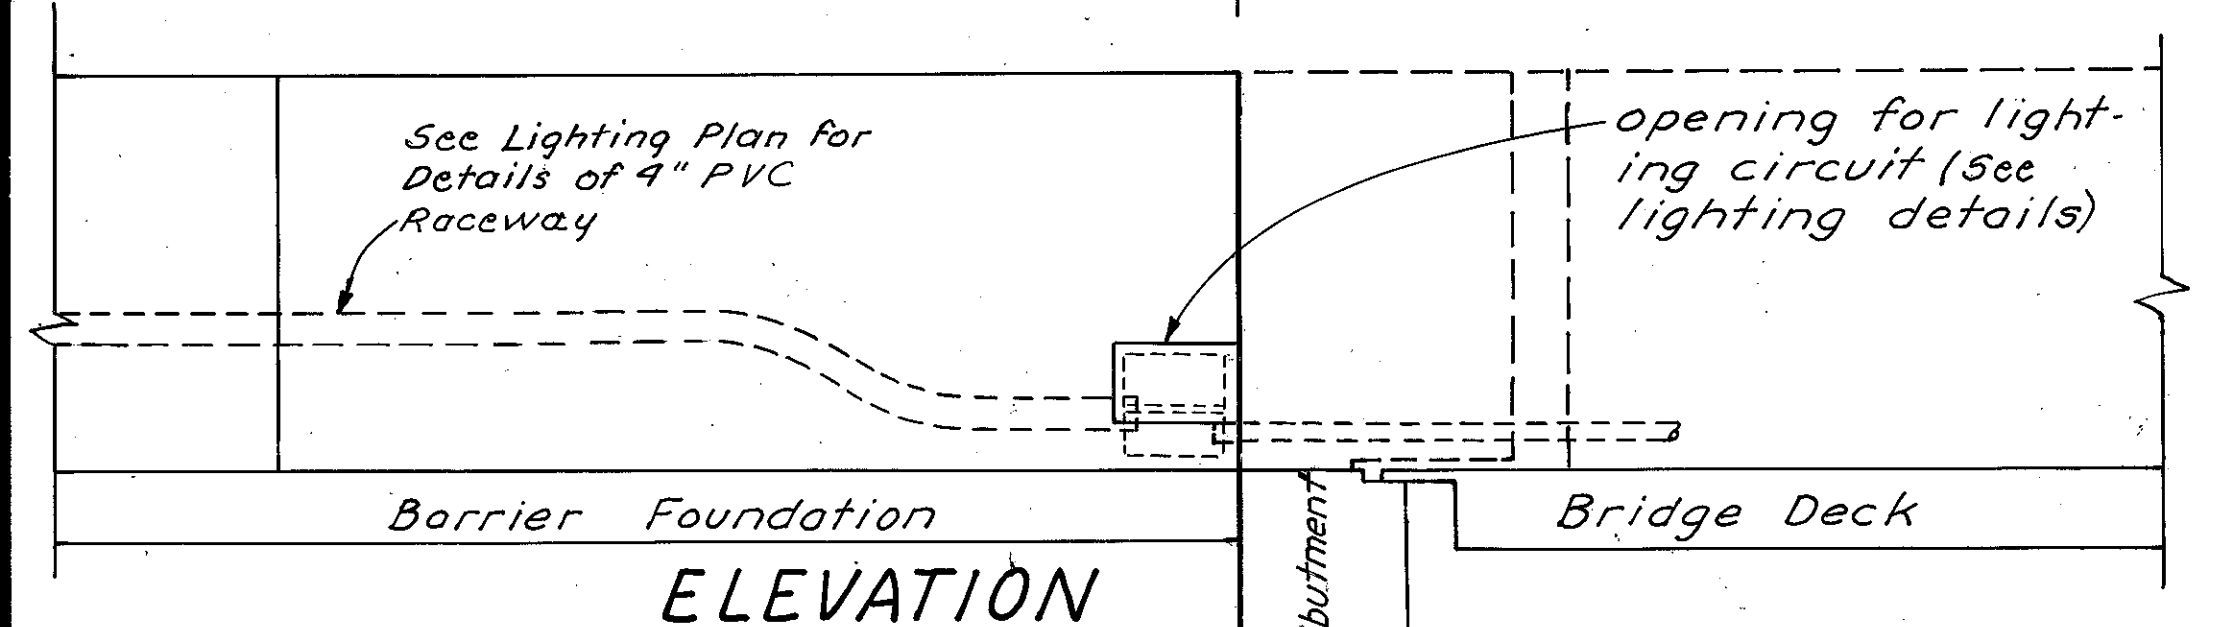 See Lighting Plan for
Details of 4" PVC
Raceway
opening for light-
ing circuit (See
lighting details)
Barrier Foundation
Bridge Deck
ELEVATION